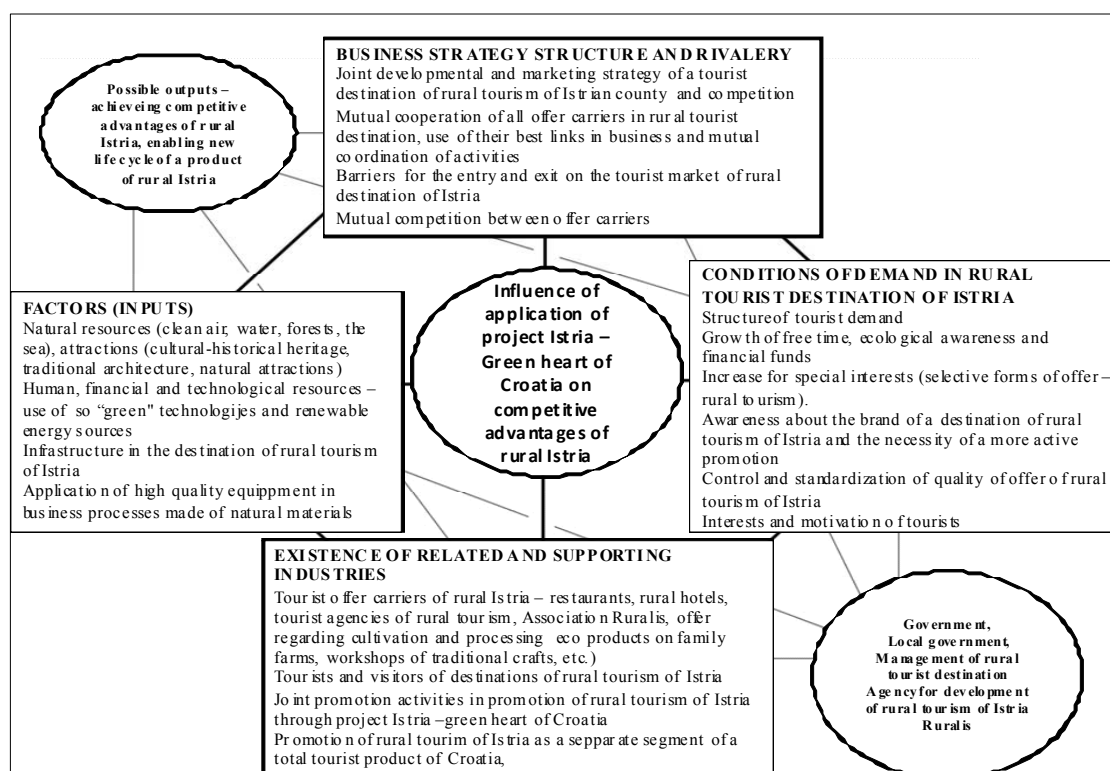 BUSINESS STRATEGY STRUCTURE AND RIVALERY
Joint developmental and marketing strategy of a tourist
destination of rural tourism of Istrian county and competition
Mutual cooperation of all offer carriers in rural tourist
destination, use of their best links in business and mutual
coordination of activities
Barriers for the entry and exit on the tourist market of rural
destination of Istria
Mutual competition between offer carriers
Possible outputs –
achieveing competitive
advantages of rural
Istria, enabling new
life cycle of a product
of rural Istria
FACTORS (INPUTS)
Natural resources (clean air, water, forests, the
sea), attractions (cultural-historical heritage,
traditional architecture, natural attractions)
Human, financial and technological resources –
use of so “green" technologijes and renewable
energy sources
Infrastructure in the destination of rural tourism
of Istria
Application of high quality equippment in
business processes made of natural materials
Influence of
application of
project Istria –
Green heart of
Croatia on
competitive
advantages of
rural Istria
CONDITIONS OF DEMAND IN RURAL
TOURIST DESTINATION OF ISTRIA
Structure of tourist demand
Growth of free time, ecological awareness and
financial funds
Increase for special interests (selective forms of offer –
rural tourism).
Awareness about the brand of a destination of rural
tourism of Istria and the necessity of a more active
promotion
Control and standardization of quality of offer of rural
tourism of Istria
Interests and motivation of tourists
EXISTENCE OF RELATED AND SUPPORTING
INDUSTRIES
Tourist offer carriers of rural Istria – restaurants, rural hotels,
tourist agencies of rural tourism, Association Ruralis, offer
regarding cultivation and processing eco products on family
farms, workshops of traditional crafts, etc.)
Tourists and visitors of destinations of rural tourism of Istria
Joint promotion activities in promotion of rural tourism of Istria
through project Istria –green heart of Croatia
Promotion of rural tourim of Istria as a sepparate segment of a
total tourist product of Croatia,
Government,
Local government,
Management of rural
tourist destination
Agency for development
of rural tourism of Istria
Ruralis